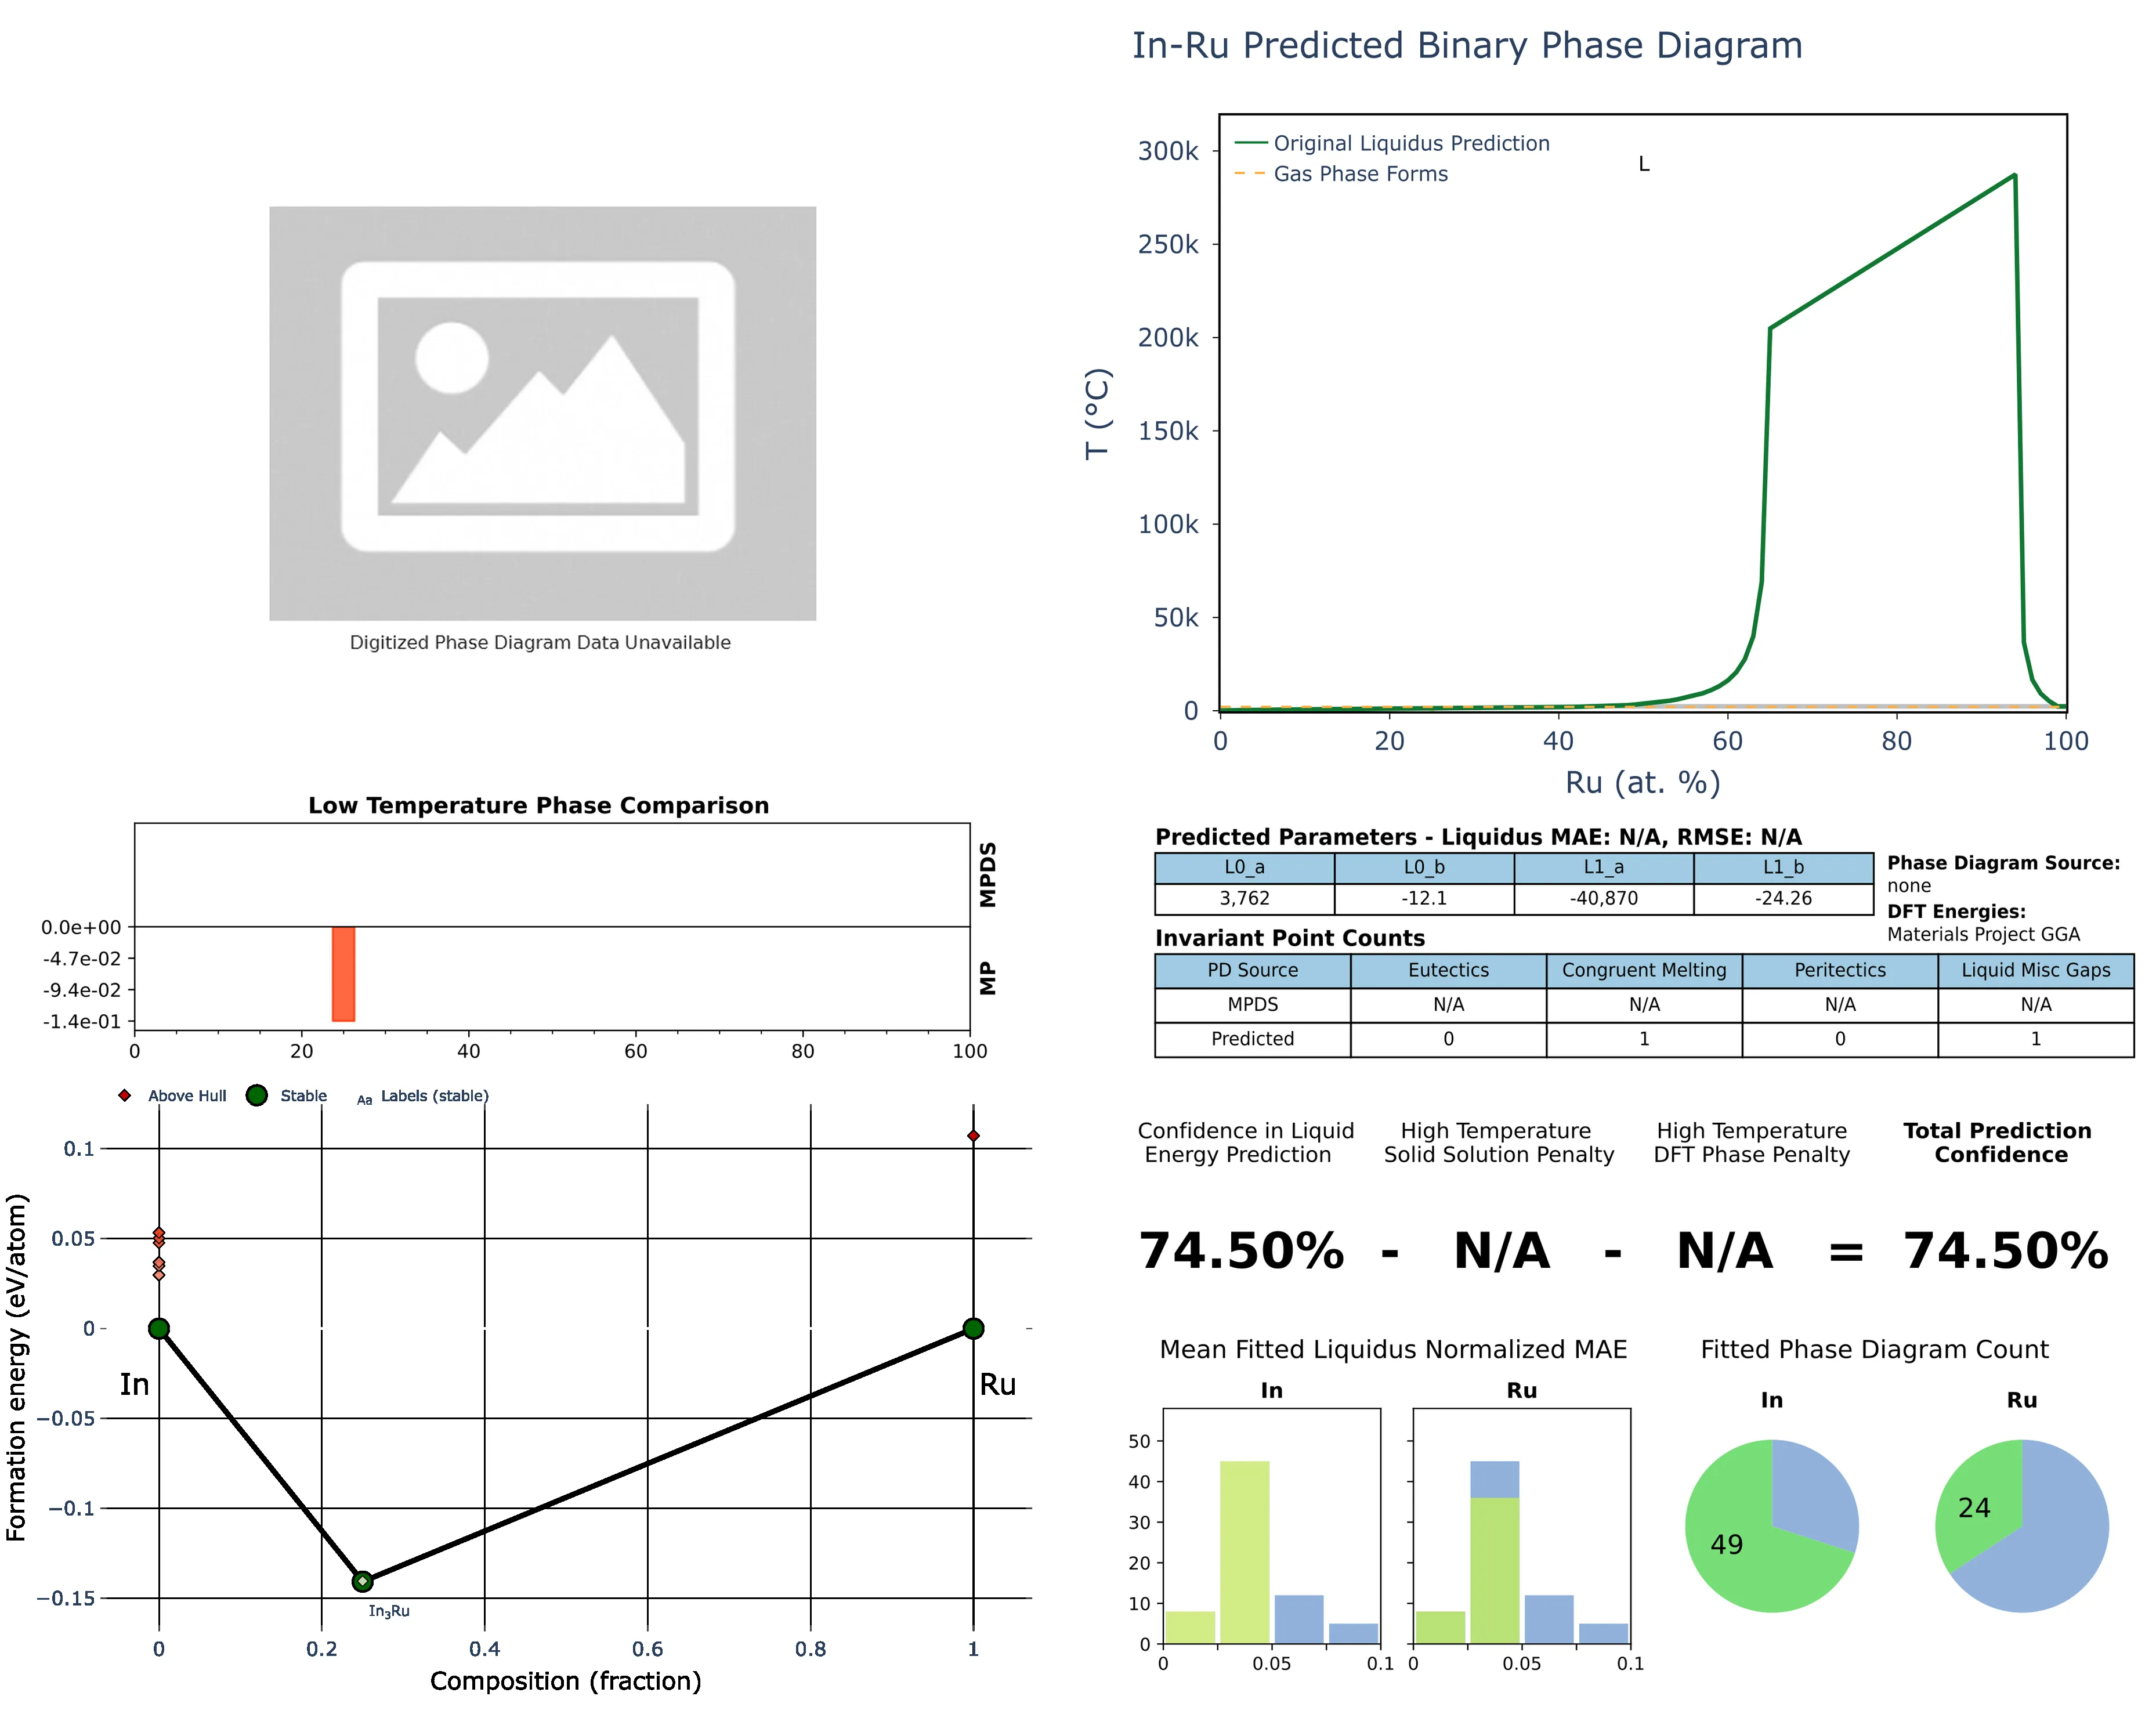 In-Ru Predicted Binary Phase Diagram
Original Liquidus Prediction
Gas Phase Forms
L
300k
250k
200k
150k
100k
50k
0
T (°C)
0 20 40 60 80 100
Ru (at. %)
Digitized Phase Diagram Data Unavailable
Low Temperature Phase Comparison
MPDS
MP
0.0e+00
-4.7e-02
-9.4e-02
-1.4e-01
0 20 40 60 80 100
Predicted Parameters - Liquidus MAE: N/A, RMSE: N/A
L0_a L0_b L1_a L1_b
3,762 -12.1 -40,870 -24.26
Phase Diagram Source:
none
DFT Energies:
Materials Project GGA
Invariant Point Counts
PD Source Eutectics Congruent Melting Peritectics Liquid Misc Gaps
MPDS N/A N/A N/A N/A
Predicted 0 1 0 1
Above Hull Stable Aa Labels (stable)
0.1
0.05
0
−0.05
−0.1
−0.15
Formation energy (eV/atom)
In
Ru
In3Ru
0 0.2 0.4 0.6 0.8 1
Composition (fraction)
Confidence in Liquid
Energy Prediction
High Temperature
Solid Solution Penalty
High Temperature
DFT Phase Penalty
Total Prediction
Confidence
74.50% - N/A - N/A = 74.50%
Mean Fitted Liquidus Normalized MAE
In
Ru
50
40
30
20
10
0
0 0.05 0.1
0 0.05 0.1
Fitted Phase Diagram Count
In
Ru
49
24